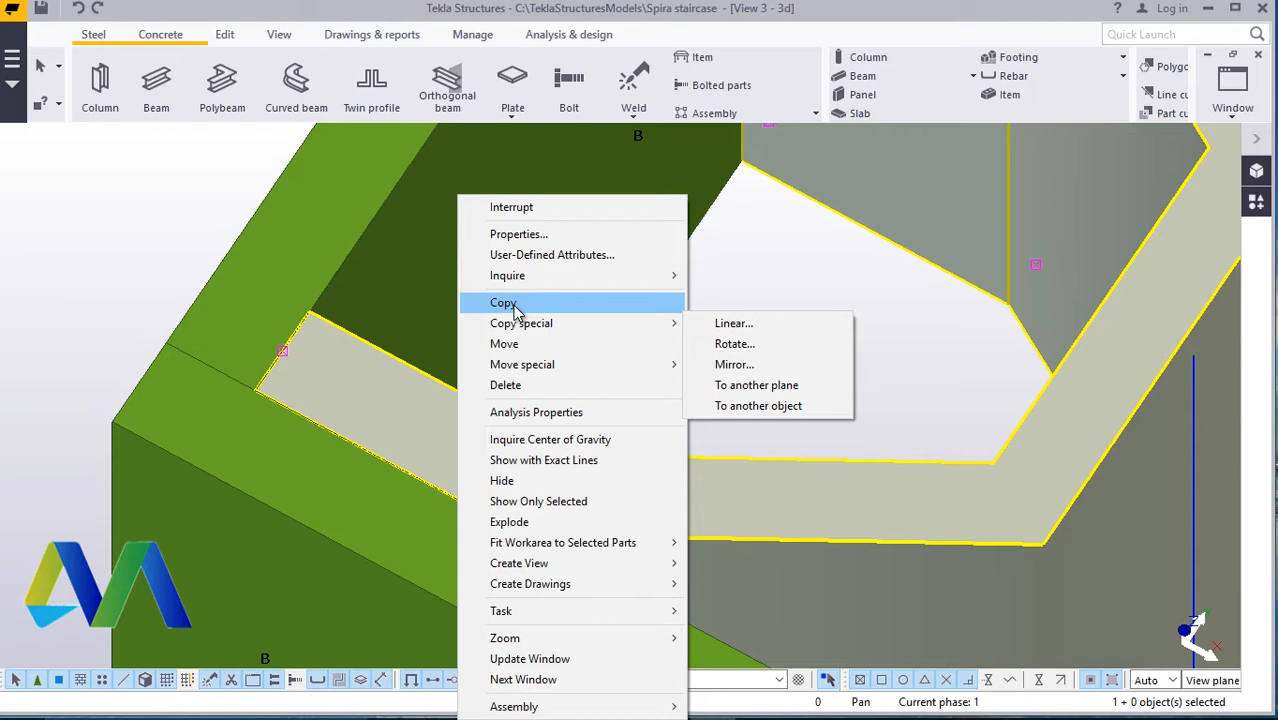 Tekla Structures - C:\TeklaStructuresModels\Spira staircase - [View 3 - 3d]
? Log in
Steel Concrete Edit View Drawings & reports Manage Analysis & design
Quick Launch
Column Beam Polybeam Curved beam Twin profile Orthogonal beam Plate Bolt Weld
Item
Bolted parts
Assembly
Column
Beam
Panel
Slab
Footing
Rebar
Item
Polygo
Line cu
Part cu
Window
B
Interrupt
Properties...
User-Defined Attributes...
Inquire
Copy
Copy special
Move
Move special
Delete
Analysis Properties
Inquire Center of Gravity
Show with Exact Lines
Hide
Show Only Selected
Explode
Fit Workarea to Selected Parts
Create View
Create Drawings
Task
Zoom
Update Window
Next Window
Assembly
Linear...
Rotate...
Mirror...
To another plane
To another object
B
Auto View plane
0 Pan Current phase: 1 1 + 0 object(s) selected